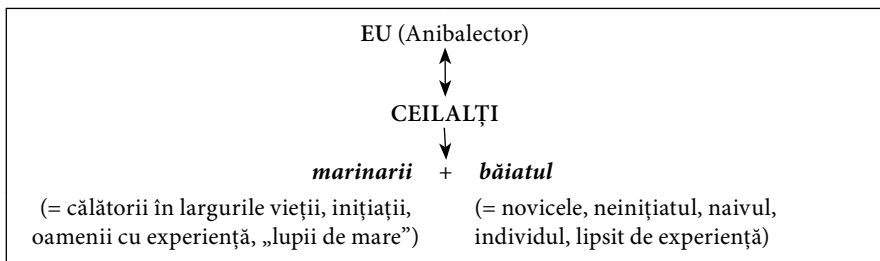 EU (Anibalector)
CEILALȚI
marinarii + băiatul
(= călătorii în largurile vieții, inițiații,
oamenii cu experiență, „lupii de mare”)
(= novicele, neinițiatul, naivul,
individul, lipsit de experiență)